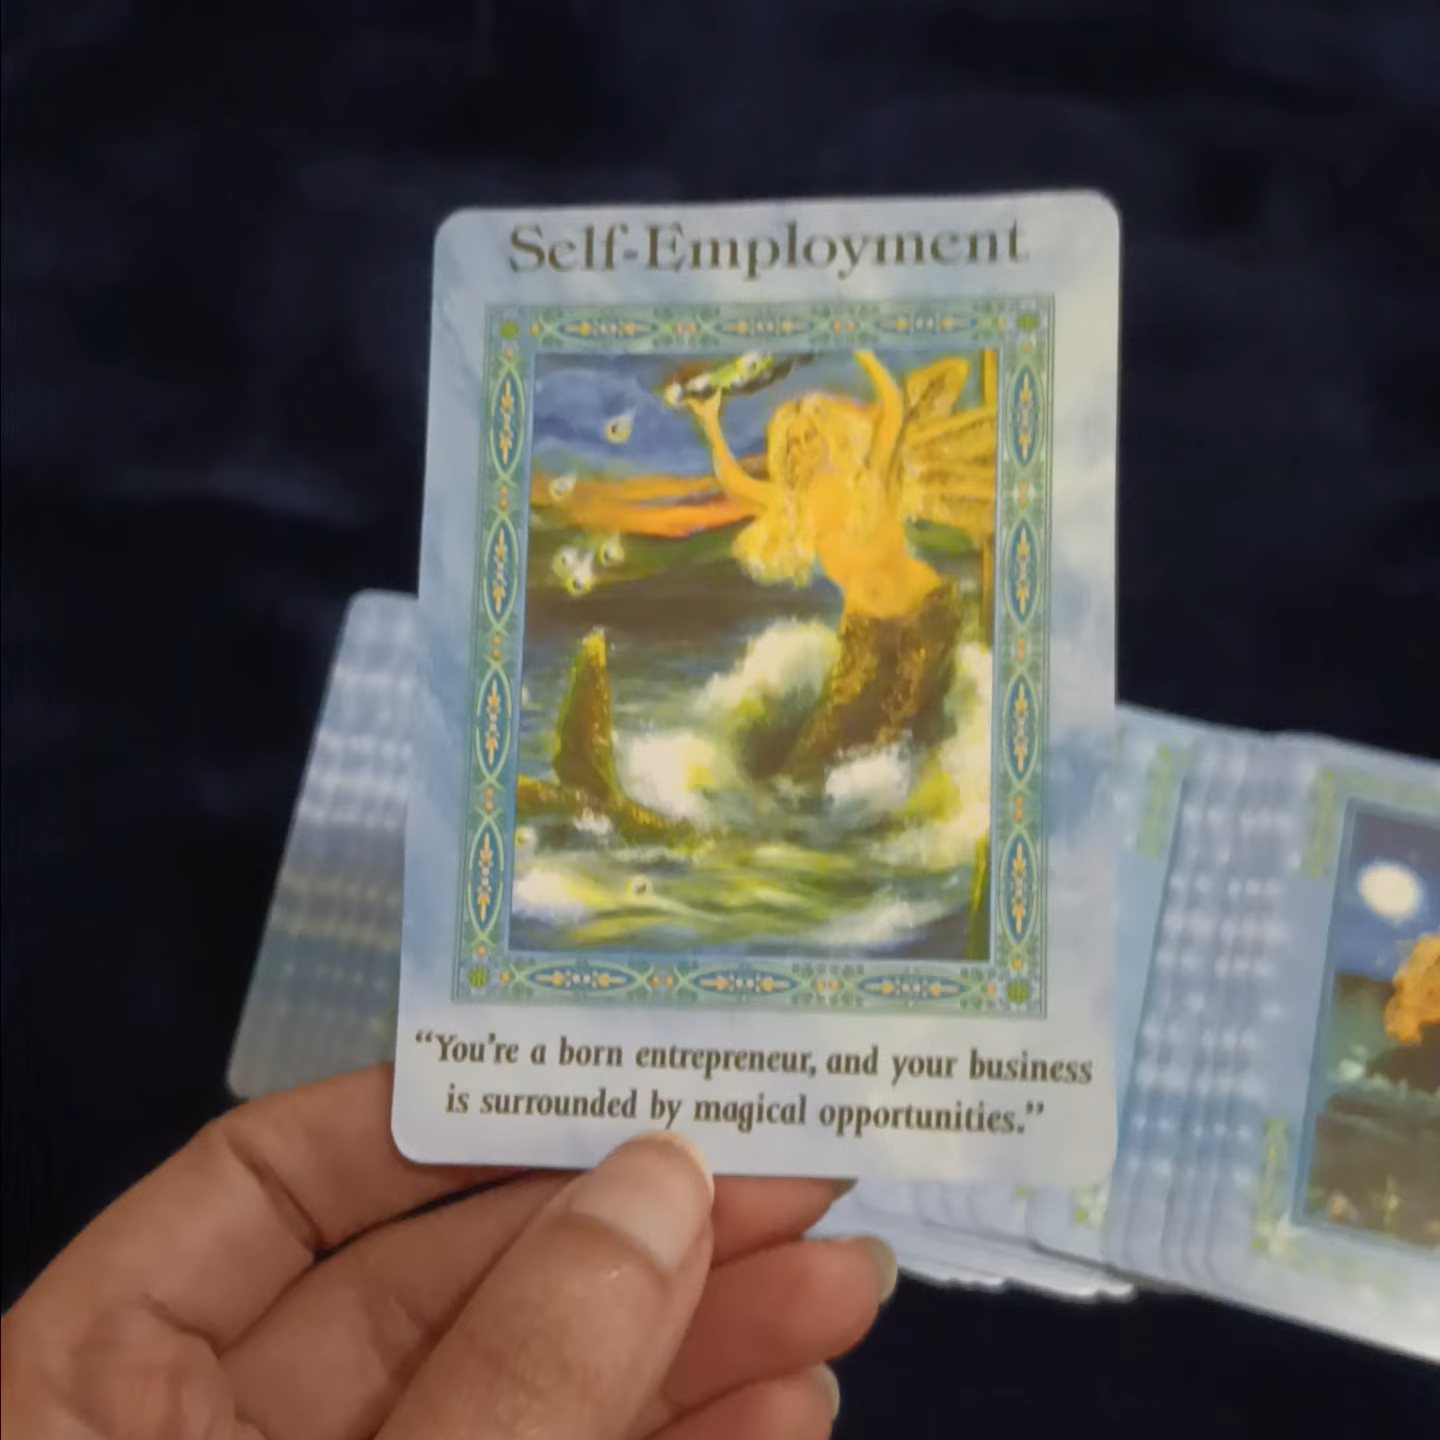 Self-Employment
“You’re a born entrepreneur, and your business
is surrounded by magical opportunities.”